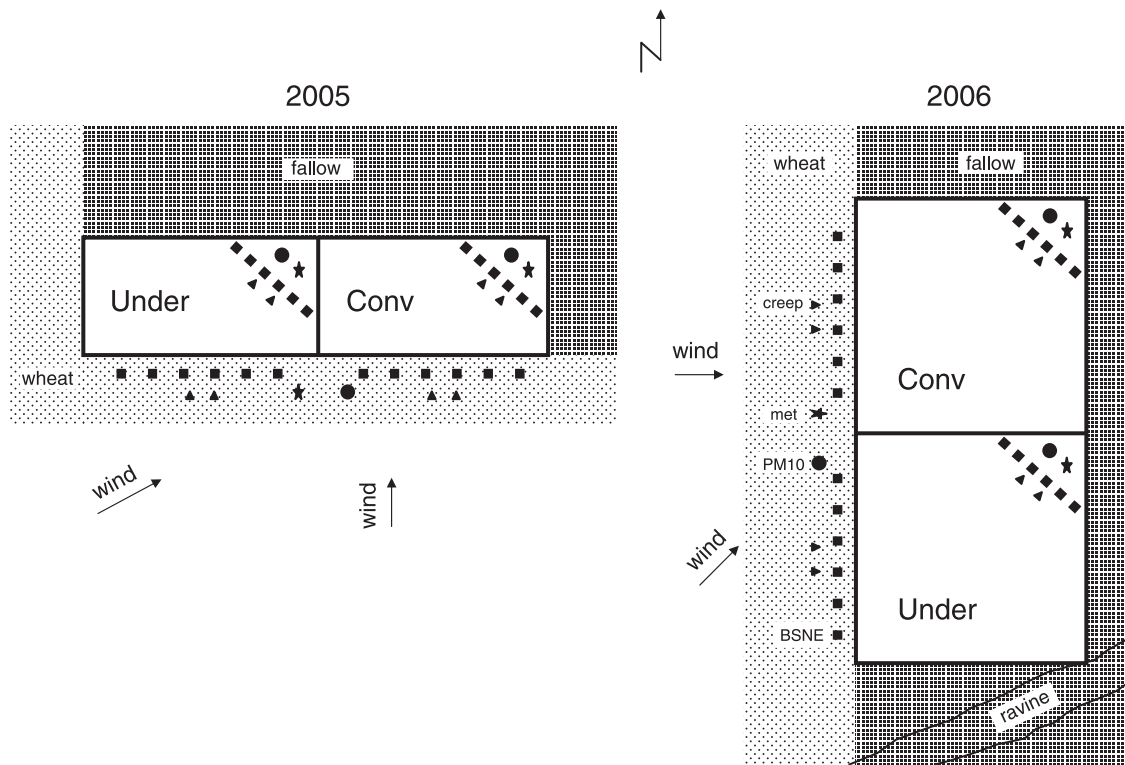 N
2005
2006
fallow
wheat
fallow
Under
Conv
creep
wind
wheat
Conv
met
PM10
wind
wind
wind
Under
BSNE
ravine